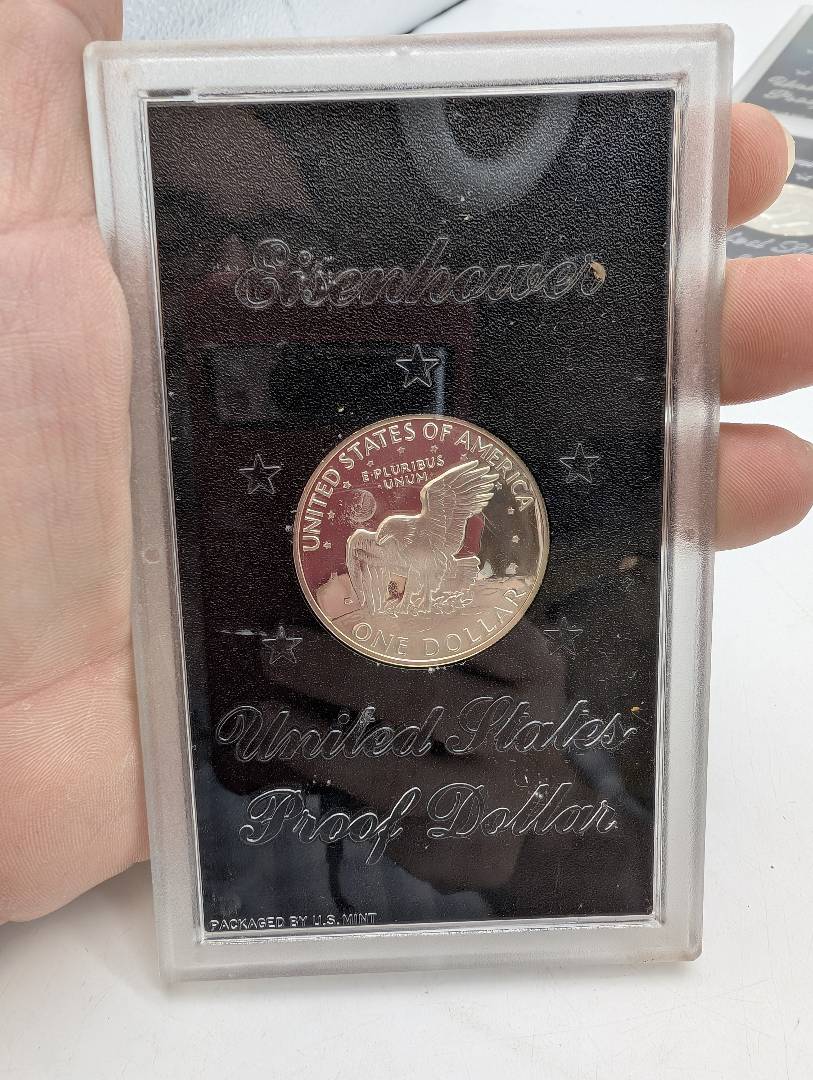 Eisenhower
UNITED STATES OF AMERICA
E·PLURIBUS
UNUM
ONE DOLLAR
United States
Proof Dollar
PACKAGED BY U.S. MINT